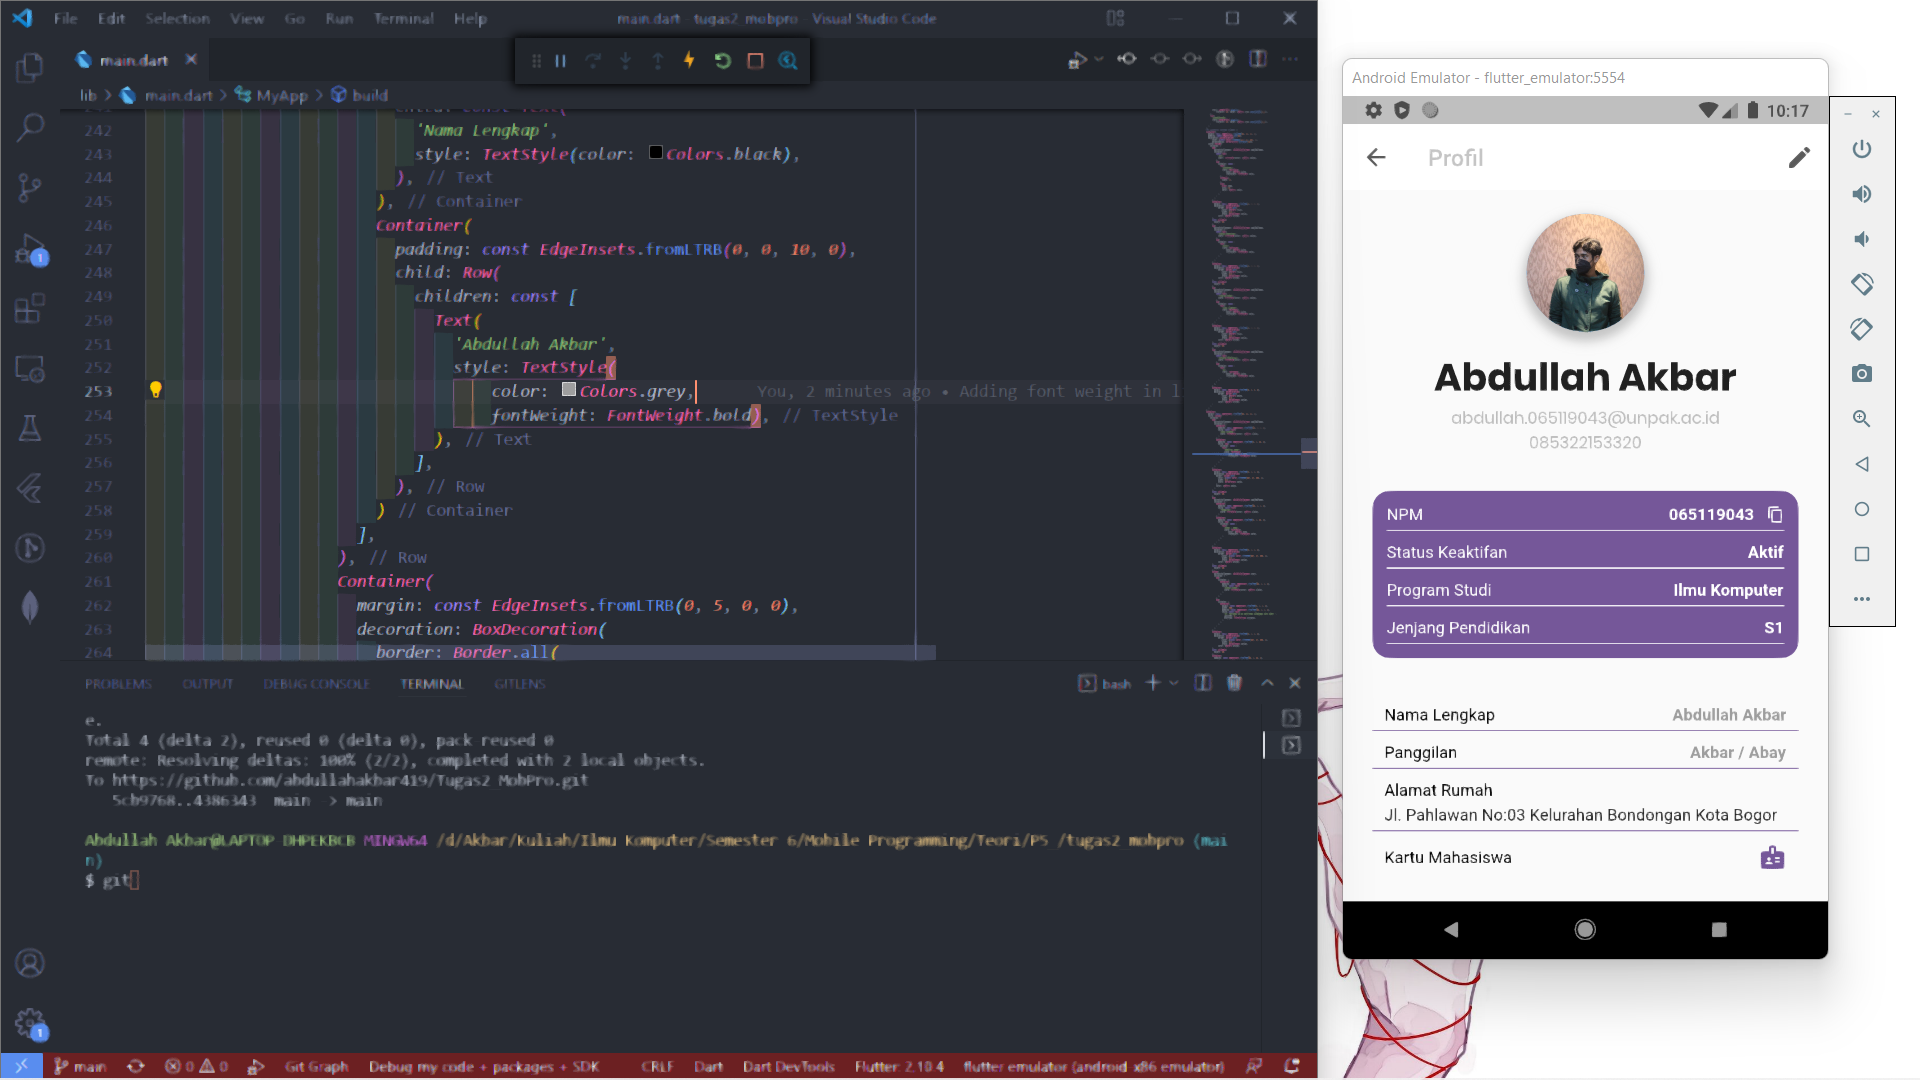 File Edit Selection View Go Run Terminal Help
main.dart - tugas2_mobpro - Visual Studio Code
main.dart
lib > main.dart > MyApp > build
242 'Nama Lengkap',
243 style: TextStyle(color: Colors.black),
244 ), // Text
245 ), // Container
246 Container(
247 padding: const EdgeInsets.fromLTRB(0, 0, 10, 0),
248 child: Row(
249 children: const [
250 Text(
251 'Abdullah Akbar',
252 style: TextStyle(
253 color: Colors.grey, You, 2 minutes ago • Adding font weight in l
254 fontWeight: FontWeight.bold), // TextStyle
255 ), // Text
256 ],
257 ), // Row
258 ) // Container
259 ],
260 ), // Row
261 Container(
262 margin: const EdgeInsets.fromLTRB(0, 5, 0, 0),
263 decoration: BoxDecoration(
264 border: Border.all(
PROBLEMS OUTPUT DEBUG CONSOLE TERMINAL GITLENS
bash
e.
Total 4 (delta 2), reused 0 (delta 0), pack-reused 0
remote: Resolving deltas: 100% (2/2), completed with 2 local objects.
To https://github.com/abdullahakbar419/Tugas2_MobPro.git
5cb9768..4386343 main -> main
Abdullah Akbar@LAPTOP-DHPEKBCB MINGW64 /d/Akbar/Kuliah/Ilmu Komputer/Semester 6/Mobile Programming/Teori/P5_/tugas2_mobpro (mai
n)
$ git
main 0 0 Git Graph Debug my code + packages + SDK CRLF Dart Dart DevTools Flutter: 2.10.4 flutter emulator (android-x86 emulator)
1
1
Android Emulator - flutter_emulator:5554
10:17
Profil
Abdullah Akbar
abdullah.065119043@unpak.ac.id
085322153320
NPM 065119043
Status Keaktifan Aktif
Program Studi Ilmu Komputer
Jenjang Pendidikan S1
Nama Lengkap Abdullah Akbar
Panggilan Akbar / Abay
Alamat Rumah
Jl. Pahlawan No:03 Kelurahan Bondongan Kota Bogor
Kartu Mahasiswa